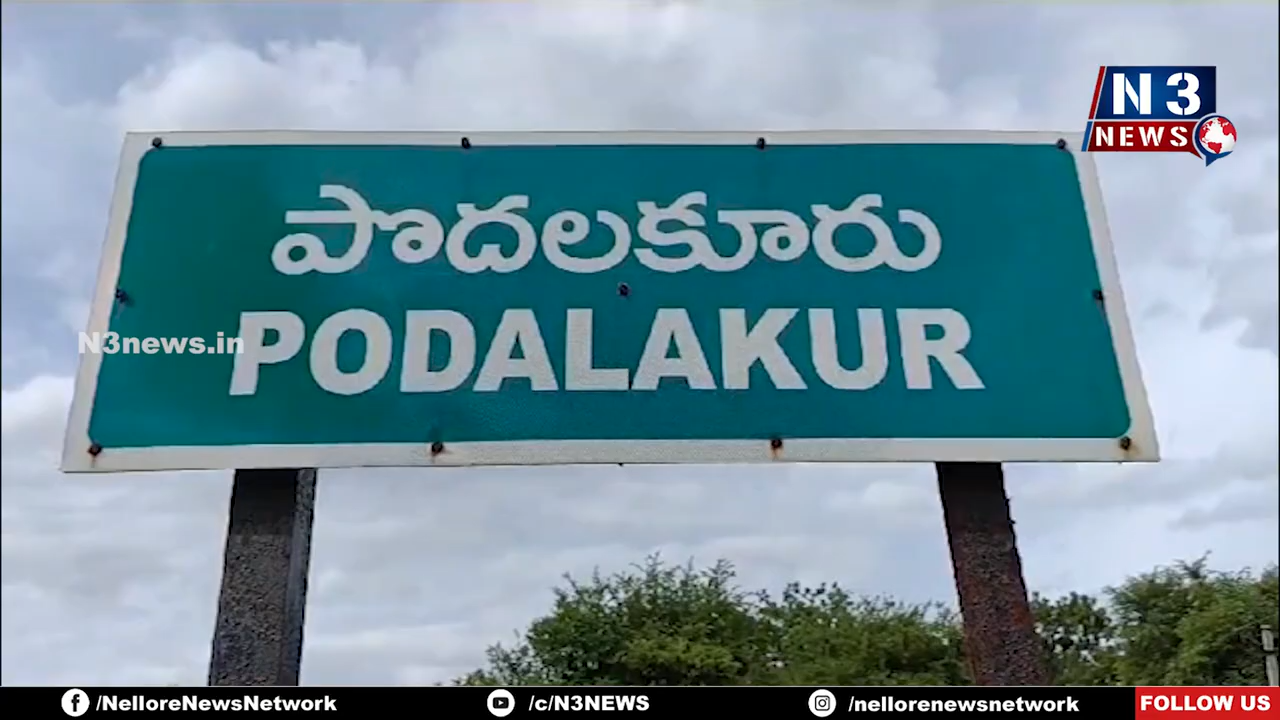 N3
NEWS
పొదలకూరు
N3news.in
PODALAKUR
/NelloreNewsNetwork
/c/N3NEWS
/nellorenewsnetwork
FOLLOW US